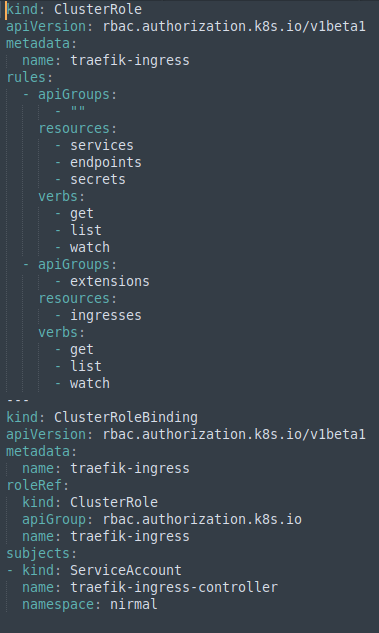 kind: ClusterRole
apiVersion: rbac.authorization.k8s.io/v1beta1
metadata:
  name: traefik-ingress
rules:
  - apiGroups:
      - ""
    resources:
      - services
      - endpoints
      - secrets
    verbs:
      - get
      - list
      - watch
  - apiGroups:
      - extensions
    resources:
      - ingresses
    verbs:
      - get
      - list
      - watch
---
kind: ClusterRoleBinding
apiVersion: rbac.authorization.k8s.io/v1beta1
metadata:
  name: traefik-ingress
roleRef:
  kind: ClusterRole
  apiGroup: rbac.authorization.k8s.io
  name: traefik-ingress
subjects:
- kind: ServiceAccount
  name: traefik-ingress-controller
  namespace: nirmal